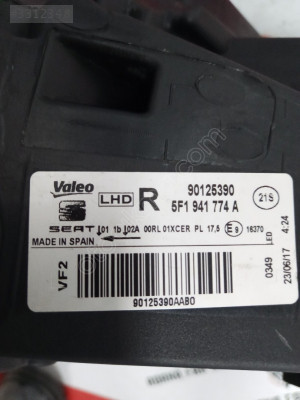 Valeo
LHD R
90125390
5F1 941 774 A
21S
SEAT 101 1b 102A 00RL 01XCER PL 17,5 E9 16370
MADE IN SPAIN
LED
4:24
VF2
0349
23/06/17
90125390AAB0